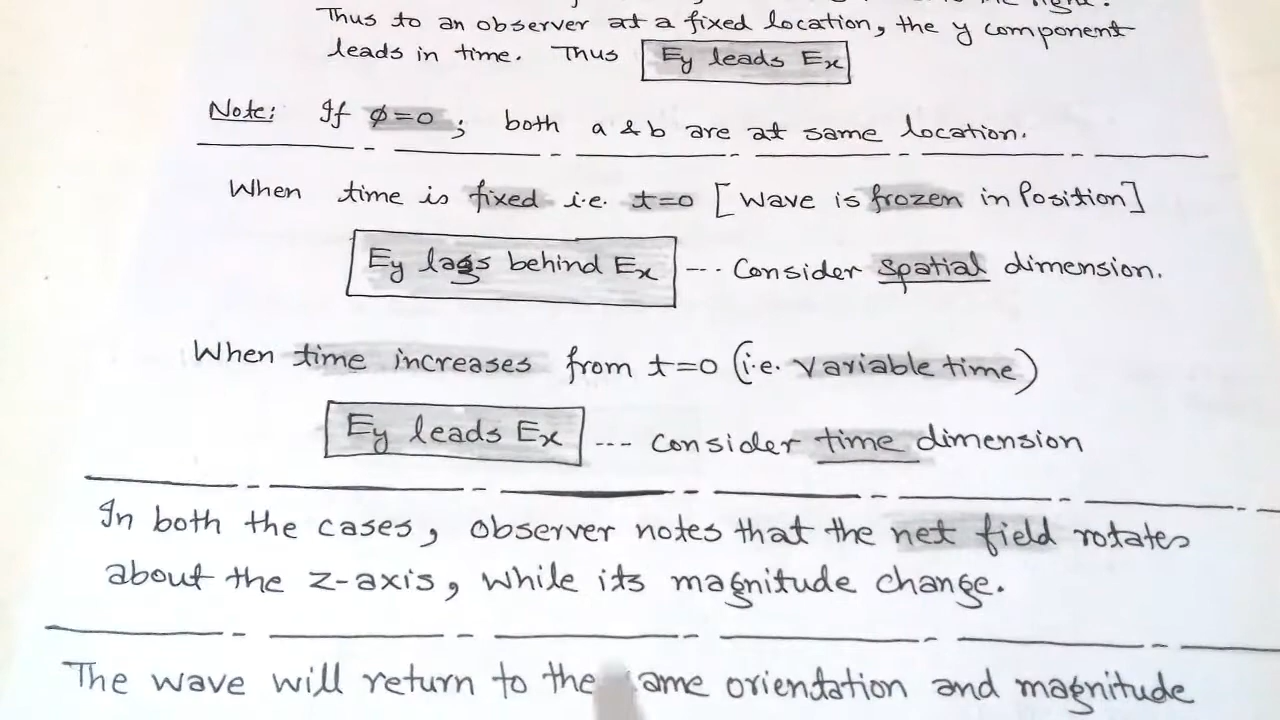 Thus to an observer at a fixed location, the y component
leads in time. Thus Ey leads Ex
Note: If φ=0 ; both a & b are at same location.
When time is fixed i.e. t=0 [Wave is frozen in Position]
Ey lags behind Ex --- Consider spatial dimension.
When time increases from t=0 (i.e. variable time)
Ey leads Ex --- consider time dimension
In both the cases, observer notes that the net field rotates
about the z-axis, while its magnitude change.
The wave will return to the same orientation and magnitude